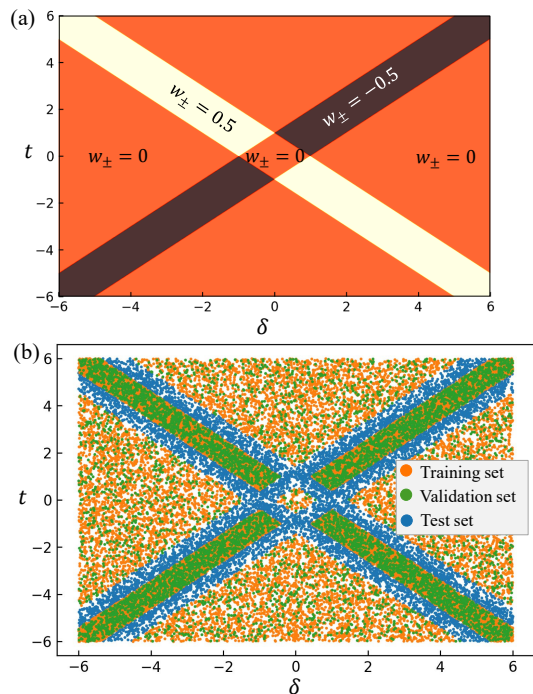 (a)
6
4
2
0
−2
−4
−6
t
w± = 0.5
w± = −0.5
w± = 0
w± = 0
w± = 0
−6
−4
−2
0
2
4
6
δ
(b)
6
4
2
0
−2
−4
−6
t
Training set
Validation set
Test set
−6
−4
−2
0
2
4
6
δ